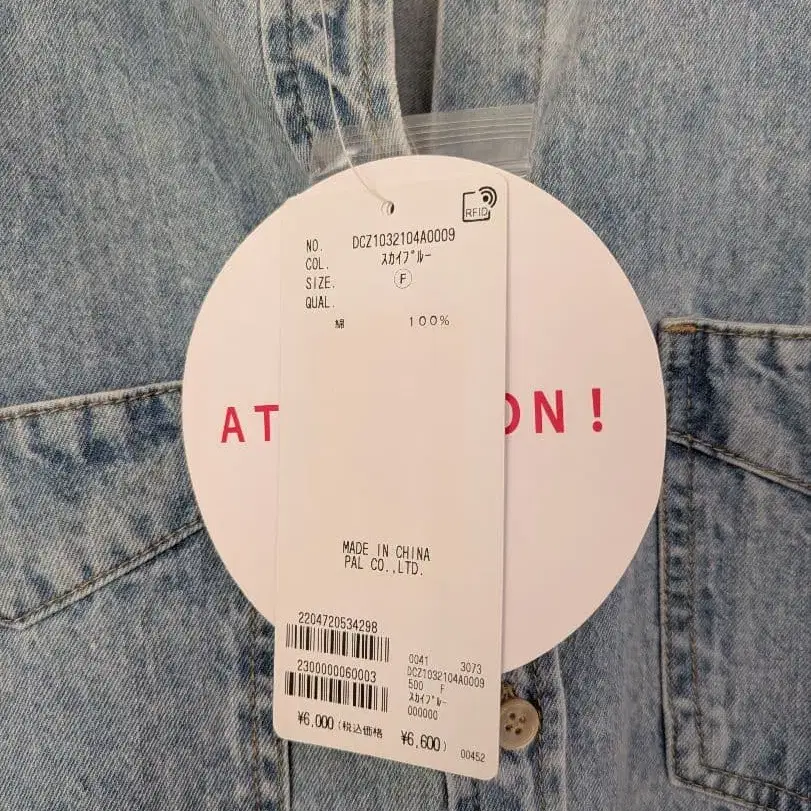 RFID
NO. DCZ1032104A0009
COL. スカイブルー
SIZE. F
QUAL.
綿 100%
AT ON!
MADE IN CHINA
PAL CO.,LTD.
2204720534298
2300000060003
0041 3073
DCZ1032104A0009
500 F
スカイブルー
000000
¥6,000 (税込価格 ¥6,600)
00452